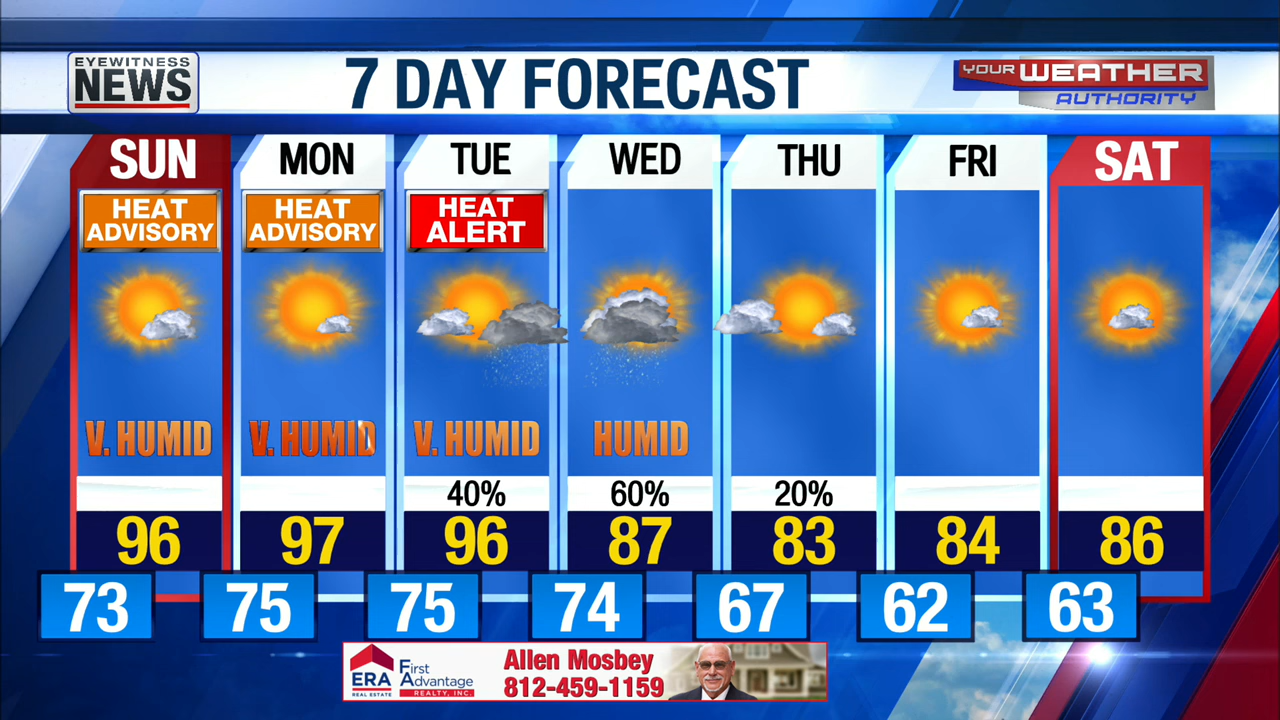 EYEWITNESS
NEWS
7 DAY FORECAST
YOUR WEATHER
AUTHORITY
SUN
MON
TUE
WED
THU
FRI
SAT
HEAT
ADVISORY
HEAT
ADVISORY
HEAT
ALERT
V. HUMID
V. HUMID
V. HUMID
HUMID
40%
60%
20%
96
97
96
87
83
84
86
73
75
75
74
67
62
63
ERA
REAL ESTATE
First
Advantage
REALTY, INC.
Allen Mosbey
812-459-1159